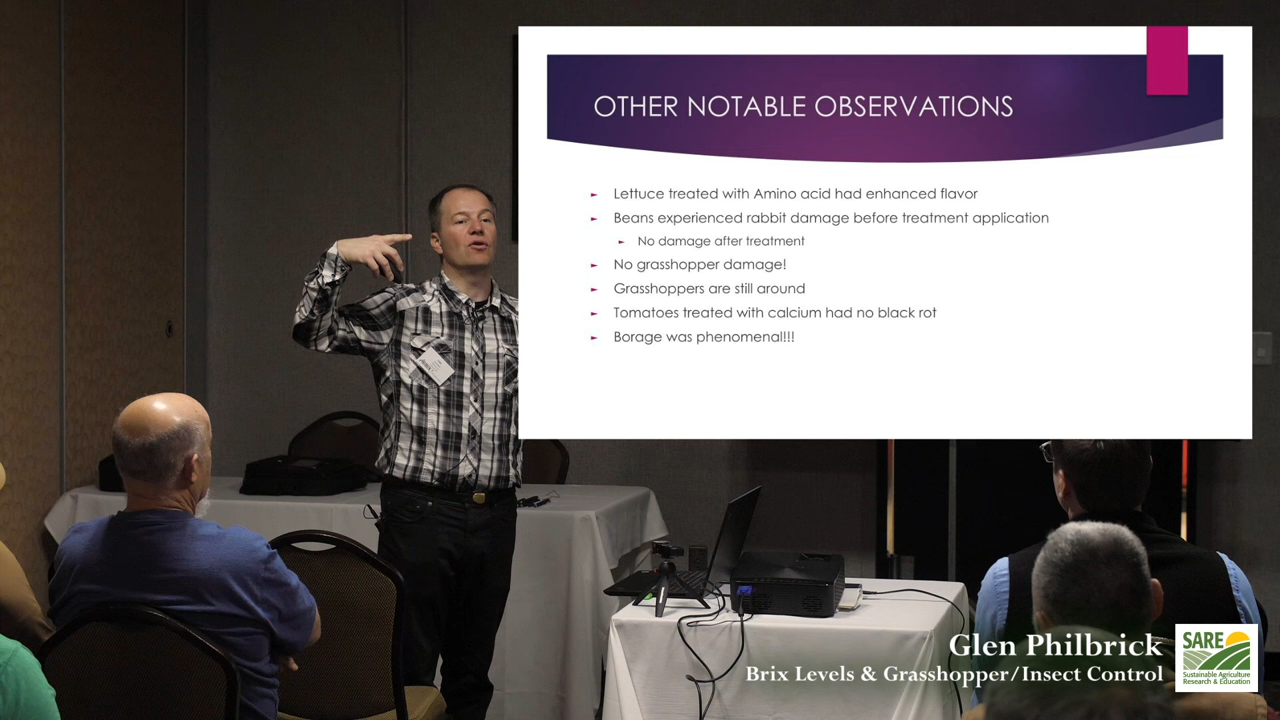 OTHER NOTABLE OBSERVATIONS
► Lettuce treated with Amino acid had enhanced flavor
► Beans experienced rabbit damage before treatment application
► No damage after treatment
► No grasshopper damage!
► Grasshoppers are still around
► Tomatoes treated with calcium had no black rot
► Borage was phenomenal!!!
Glen Philbrick
Brix Levels & Grasshopper/Insect Control
SARE
Sustainable Agriculture
Research & Education